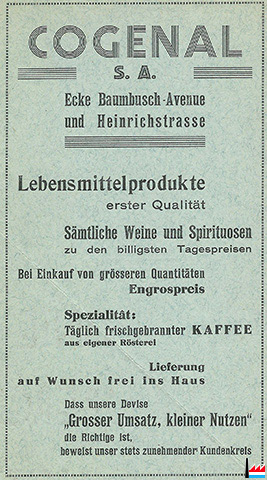 COGENAL
S. A.
Ecke Baumbusch-Avenue
und Heinrichstrasse
Lebensmittelprodukte
erster Qualität
Sämtliche Weine und Spirituosen
zu den billigsten Tagespreisen
Bei Einkauf von grösseren Quantitäten
Engrospreis
Spezialität:
Täglich frischgebrannter KAFFEE
aus eigener Rösterei
Lieferung
auf Wunsch frei ins Haus
Dass unsere Devise
„Grosser Umsatz, kleiner Nutzen"
die Richtige ist,
beweist unser stets zunehmender Kundenkreis